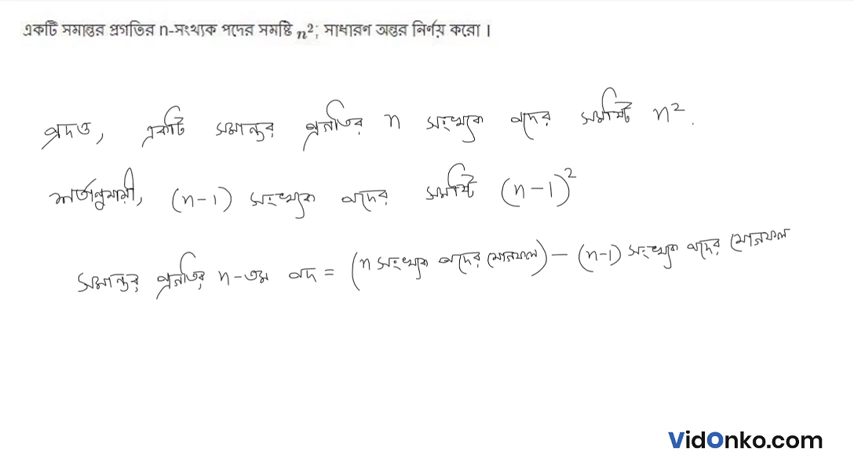 একটি সমান্তর প্রগতির n-সংখ্যক পদের সমষ্টি n²; সাধারণ অন্তর নির্ণয় করো ।
প্রদত্ত, একটি সমান্তর প্রগতির n সংখ্যক পদের সমষ্টি n².
শর্তানুযায়ী, (n-1) সংখ্যক পদের সমষ্টি (n-1)²
সমান্তর প্রগতির n-তম পদ = (n সংখ্যক পদের যোগফল) - (n-1) সংখ্যক পদের যোগফল
VidOnko.com